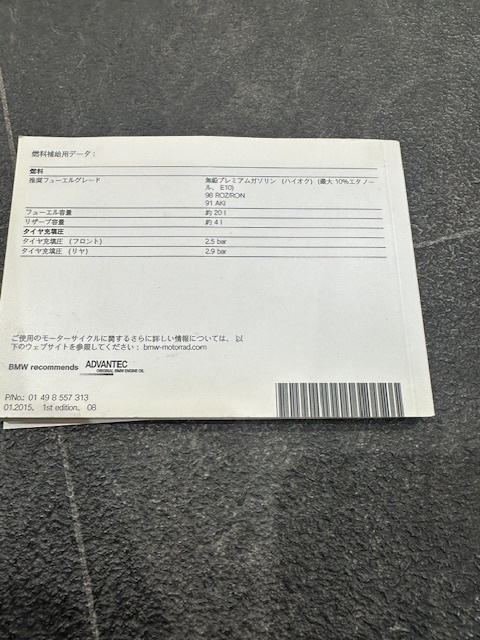 燃料補給用データ:
燃料
推奨フューエルグレード 無鉛プレミアムガソリン (ハイオク) (最大 10%エタノー
ル、 E10)
98 ROZ/RON
91 AKI
フューエル容量 約 20 l
リザーブ容量 約 4 l
タイヤ充填圧
タイヤ充填圧 (フロント) 2.5 bar
タイヤ充填圧 (リヤ) 2.9 bar
ご使用のモーターサイクルに関するさらに詳しい情報については、 以
下のウェブサイトを参照してください: bmw-motorrad.com
BMW recommends ADVANTEC
ORIGINAL BMW ENGINE OIL
P/No.: 01 49 8 557 313
01.2015, 1st edition, 08